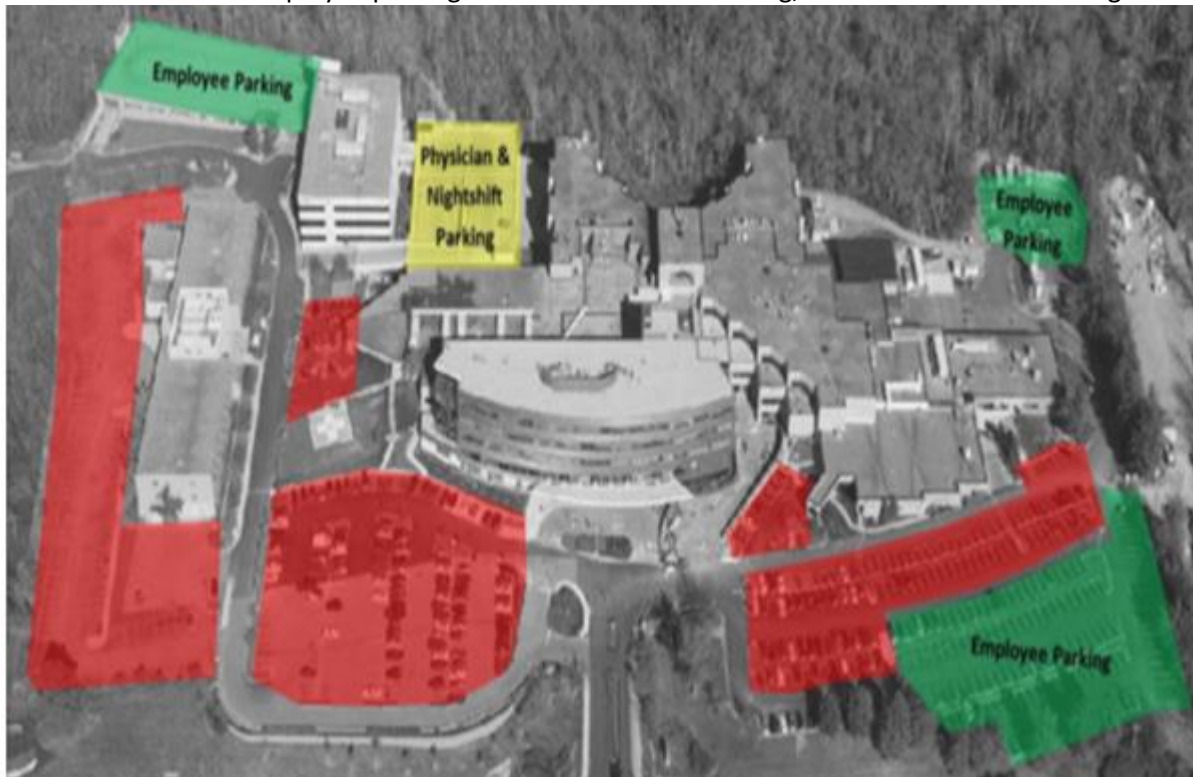 Employee Parking
Physician &
Nightshift
Parking
Employee
Parking
Employee Parking